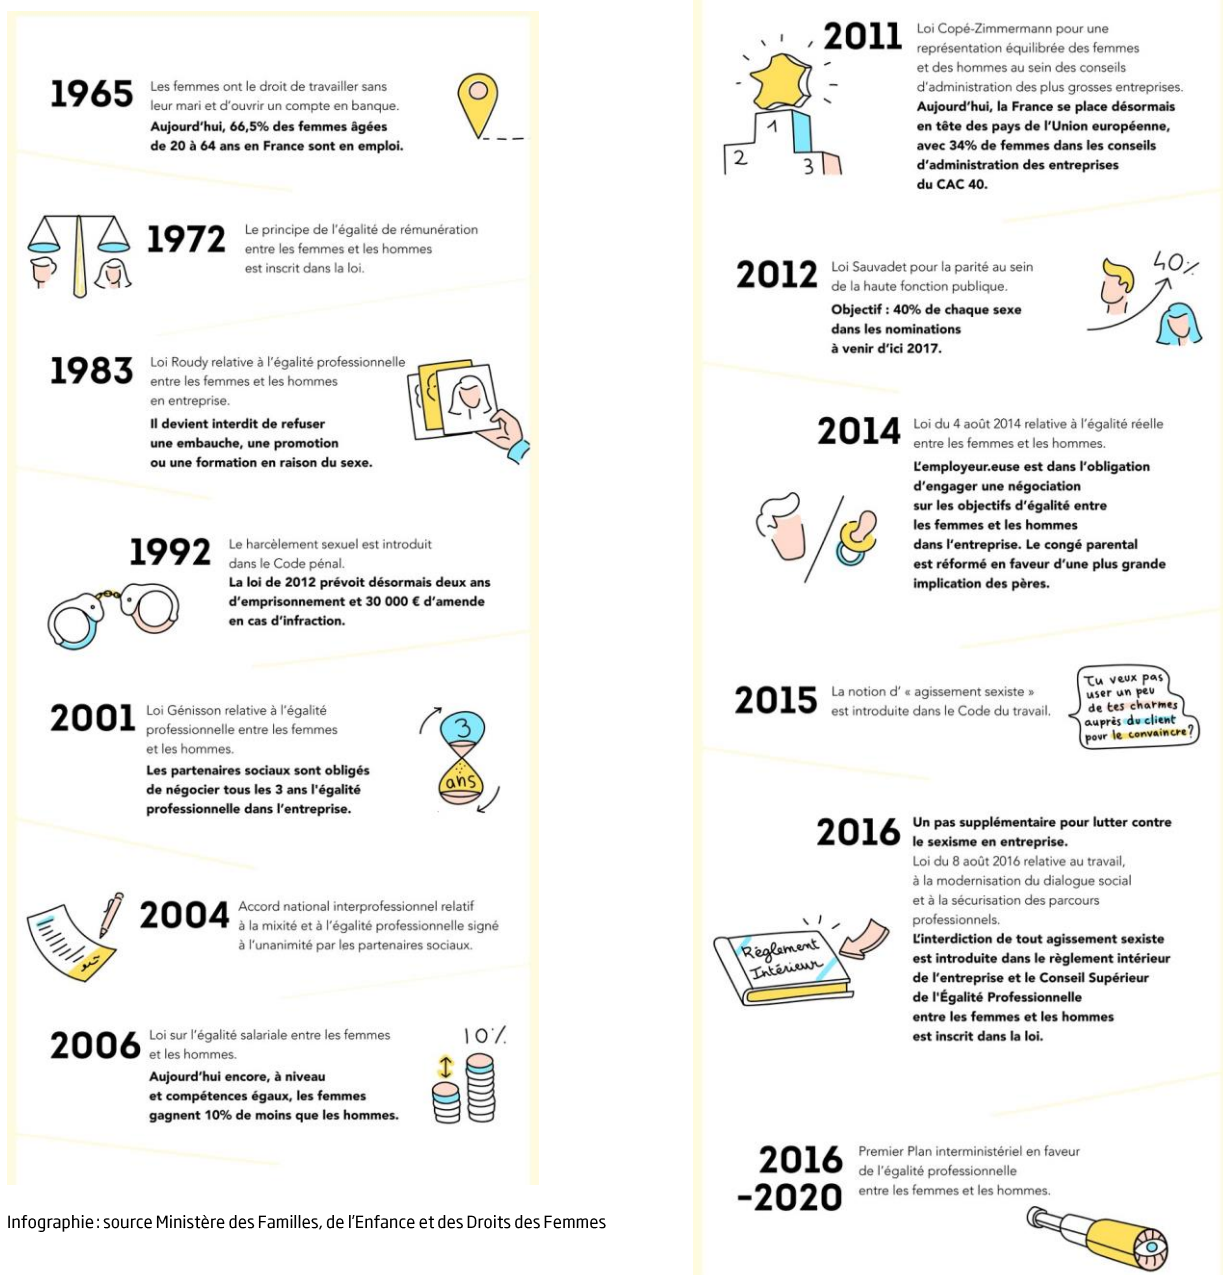 1965
Les femmes ont le droit de travailler sans
leur mari et d'ouvrir un compte en banque.
Aujourd'hui, 66,5% des femmes âgées
de 20 à 64 ans en France sont en emploi.
1972
Le principe de l'égalité de rémunération
entre les femmes et les hommes
est inscrit dans la loi.
1983
Loi Roudy relative à l'égalité professionnelle
entre les femmes et les hommes
en entreprise.
Il devient interdit de refuser
une embauche, une promotion
ou une formation en raison du sexe.
1992
Le harcèlement sexuel est introduit
dans le Code pénal.
La loi de 2012 prévoit désormais deux ans
d'emprisonnement et 30 000 € d'amende
en cas d'infraction.
2001
Loi Génisson relative à l'égalité
professionnelle entre les femmes
et les hommes.
Les partenaires sociaux sont obligés
de négocier tous les 3 ans l'égalité
professionnelle dans l'entreprise.
3
ans
2004
Accord national interprofessionnel relatif
à la mixité et à l'égalité professionnelle signé
à l'unanimité par les partenaires sociaux.
2006
Loi sur l'égalité salariale entre les femmes
et les hommes.
Aujourd'hui encore, à niveau
et compétences égaux, les femmes
gagnent 10% de moins que les hommes.
10%
Infographie : source Ministère des Familles, de l'Enfance et des Droits des Femmes
2011
Loi Copé-Zimmermann pour une
représentation équilibrée des femmes
et des hommes au sein des conseils
d'administration des plus grosses entreprises.
Aujourd'hui, la France se place désormais
en tête des pays de l'Union européenne,
avec 34% de femmes dans les conseils
d'administration des entreprises
du CAC 40.
1
2
3
2012
Loi Sauvadet pour la parité au sein
de la haute fonction publique.
Objectif : 40% de chaque sexe
dans les nominations
à venir d'ici 2017.
40%
2014
Loi du 4 août 2014 relative à l'égalité réelle
entre les femmes et les hommes.
L'employeur.euse est dans l'obligation
d'engager une négociation
sur les objectifs d'égalité entre
les femmes et les hommes
dans l'entreprise. Le congé parental
est réformé en faveur d'une plus grande
implication des pères.
2015
La notion d' « agissement sexiste »
est introduite dans le Code du travail.
Tu veux pas
user un peu
de tes charmes
auprès du client
pour le convaincre ?
2016
Un pas supplémentaire pour lutter contre
le sexisme en entreprise.
Loi du 8 août 2016 relative au travail,
à la modernisation du dialogue social
et à la sécurisation des parcours
professionnels.
L'interdiction de tout agissement sexiste
est introduite dans le règlement intérieur
de l'entreprise et le Conseil Supérieur
de l'Égalité Professionnelle
entre les femmes et les hommes
est inscrit dans la loi.
Règlement
Intérieur
2016
-2020
Premier Plan interministériel en faveur
de l'égalité professionnelle
entre les femmes et les hommes.